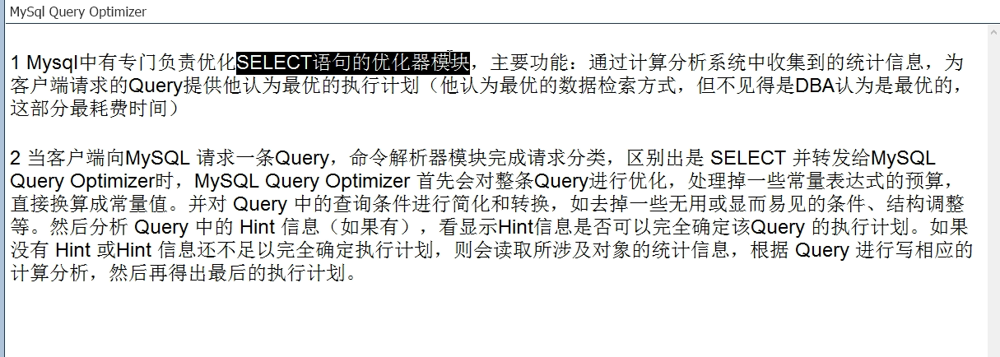 MySql Query Optimizer
1 Mysql中有专门负责优化SELECT语句的优化器模块，主要功能：通过计算分析系统中收集到的统计信息，为
客户端请求的Query提供他认为最优的执行计划（他认为最优的数据检索方式，但不见得是DBA认为是最优的，
这部分最耗费时间）
2 当客户端向MySQL 请求一条Query，命令解析器模块完成请求分类，区别出是 SELECT 并转发给MySQL
Query Optimizer时，MySQL Query Optimizer 首先会对整条Query进行优化，处理掉一些常量表达式的预算，
直接换算成常量值。并对 Query 中的查询条件进行简化和转换，如去掉一些无用或显而易见的条件、结构调整
等。然后分析 Query 中的 Hint 信息（如果有），看显示Hint信息是否可以完全确定该Query 的执行计划。如果
没有 Hint 或Hint 信息还不足以完全确定执行计划，则会读取所涉及对象的统计信息，根据 Query 进行写相应的
计算分析，然后再得出最后的执行计划。